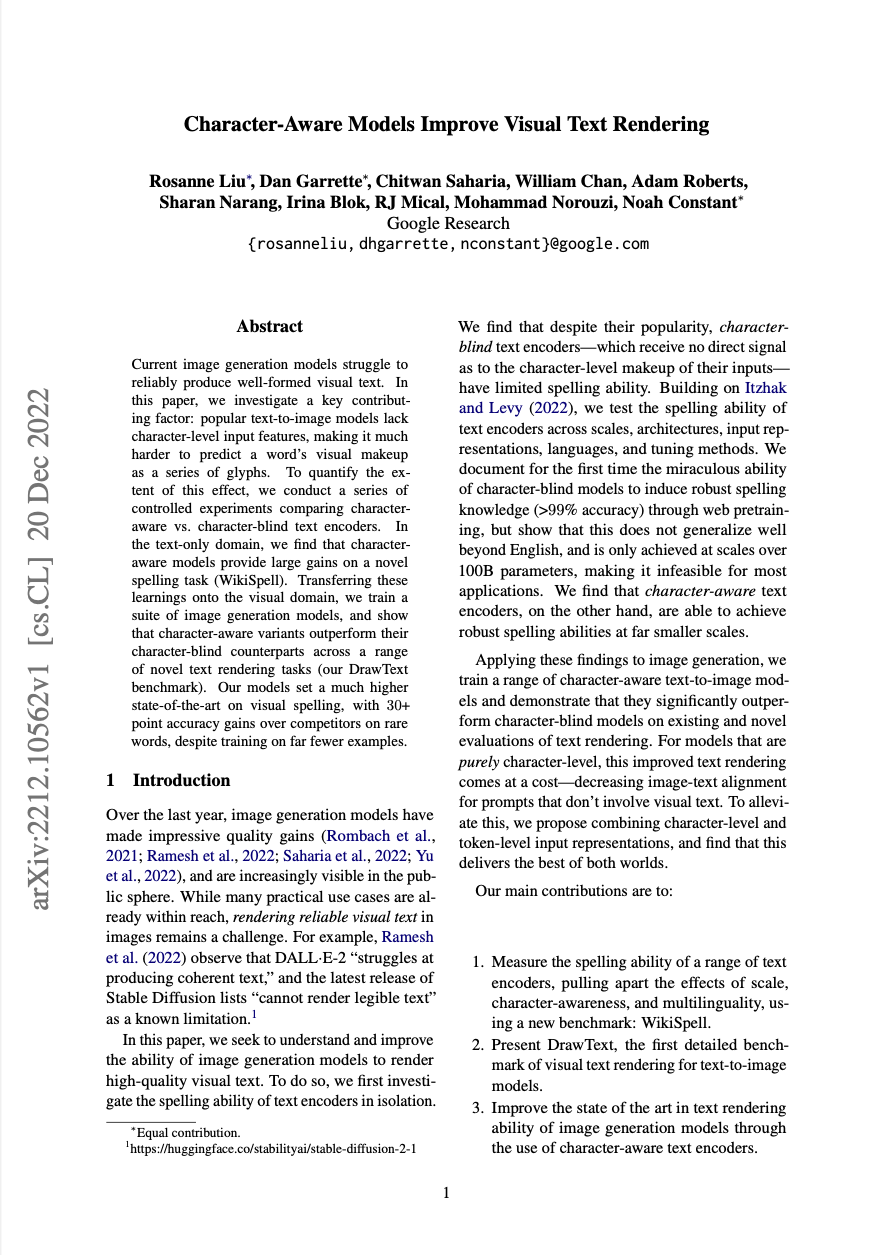 Character-Aware Models Improve Visual Text Rendering
Rosanne Liu*, Dan Garrette*, Chitwan Saharia, William Chan, Adam Roberts,
Sharan Narang, Irina Blok, RJ Mical, Mohammad Norouzi, Noah Constant*
Google Research
{rosanneliu, dhgarrette, nconstant}@google.com
arXiv:2212.10562v1 [cs.CL] 20 Dec 2022
Abstract
Current image generation models struggle to
reliably produce well-formed visual text. In
this paper, we investigate a key contribut-
ing factor: popular text-to-image models lack
character-level input features, making it much
harder to predict a word's visual makeup
as a series of glyphs. To quantify the ex-
tent of this effect, we conduct a series of
controlled experiments comparing character-
aware vs. character-blind text encoders. In
the text-only domain, we find that character-
aware models provide large gains on a novel
spelling task (WikiSpell). Transferring these
learnings onto the visual domain, we train a
suite of image generation models, and show
that character-aware variants outperform their
character-blind counterparts across a range
of novel text rendering tasks (our DrawText
benchmark). Our models set a much higher
state-of-the-art on visual spelling, with 30+
point accuracy gains over competitors on rare
words, despite training on far fewer examples.
1 Introduction
Over the last year, image generation models have
made impressive quality gains (Rombach et al.,
2021; Ramesh et al., 2022; Saharia et al., 2022; Yu
et al., 2022), and are increasingly visible in the pub-
lic sphere. While many practical use cases are al-
ready within reach, rendering reliable visual text in
images remains a challenge. For example, Ramesh
et al. (2022) observe that DALL·E-2 “struggles at
producing coherent text,” and the latest release of
Stable Diffusion lists “cannot render legible text”
as a known limitation.1
In this paper, we seek to understand and improve
the ability of image generation models to render
high-quality visual text. To do so, we first investi-
gate the spelling ability of text encoders in isolation.
*Equal contribution.
1https://huggingface.co/stabilityai/stable-diffusion-2-1
We find that despite their popularity, character-
blind text encoders—which receive no direct signal
as to the character-level makeup of their inputs—
have limited spelling ability. Building on Itzhak
and Levy (2022), we test the spelling ability of
text encoders across scales, architectures, input rep-
resentations, languages, and tuning methods. We
document for the first time the miraculous ability
of character-blind models to induce robust spelling
knowledge (>99% accuracy) through web pretrain-
ing, but show that this does not generalize well
beyond English, and is only achieved at scales over
100B parameters, making it infeasible for most
applications. We find that character-aware text
encoders, on the other hand, are able to achieve
robust spelling abilities at far smaller scales.
Applying these findings to image generation, we
train a range of character-aware text-to-image mod-
els and demonstrate that they significantly outper-
form character-blind models on existing and novel
evaluations of text rendering. For models that are
purely character-level, this improved text rendering
comes at a cost—decreasing image-text alignment
for prompts that don't involve visual text. To allevi-
ate this, we propose combining character-level and
token-level input representations, and find that this
delivers the best of both worlds.
Our main contributions are to:
1. Measure the spelling ability of a range of text
encoders, pulling apart the effects of scale,
character-awareness, and multilinguality, us-
ing a new benchmark: WikiSpell.
2. Present DrawText, the first detailed bench-
mark of visual text rendering for text-to-image
models.
3. Improve the state of the art in text rendering
ability of image generation models through
the use of character-aware text encoders.
1